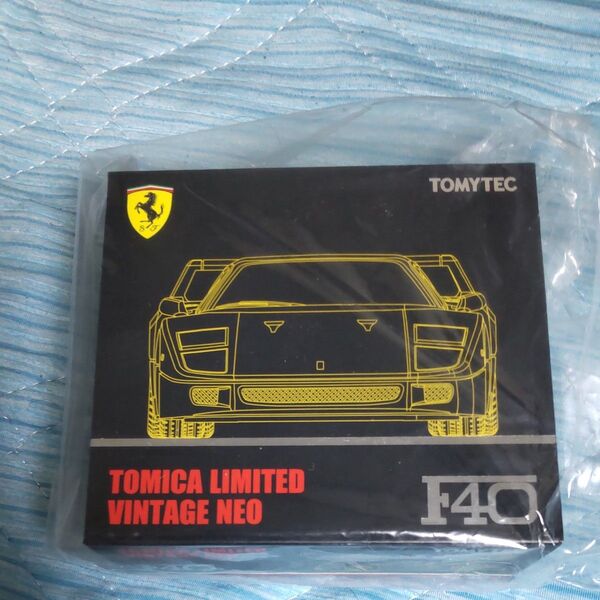 TOMYTEC
S F
TOMICA LIMITED
VINTAGE NEO
F40